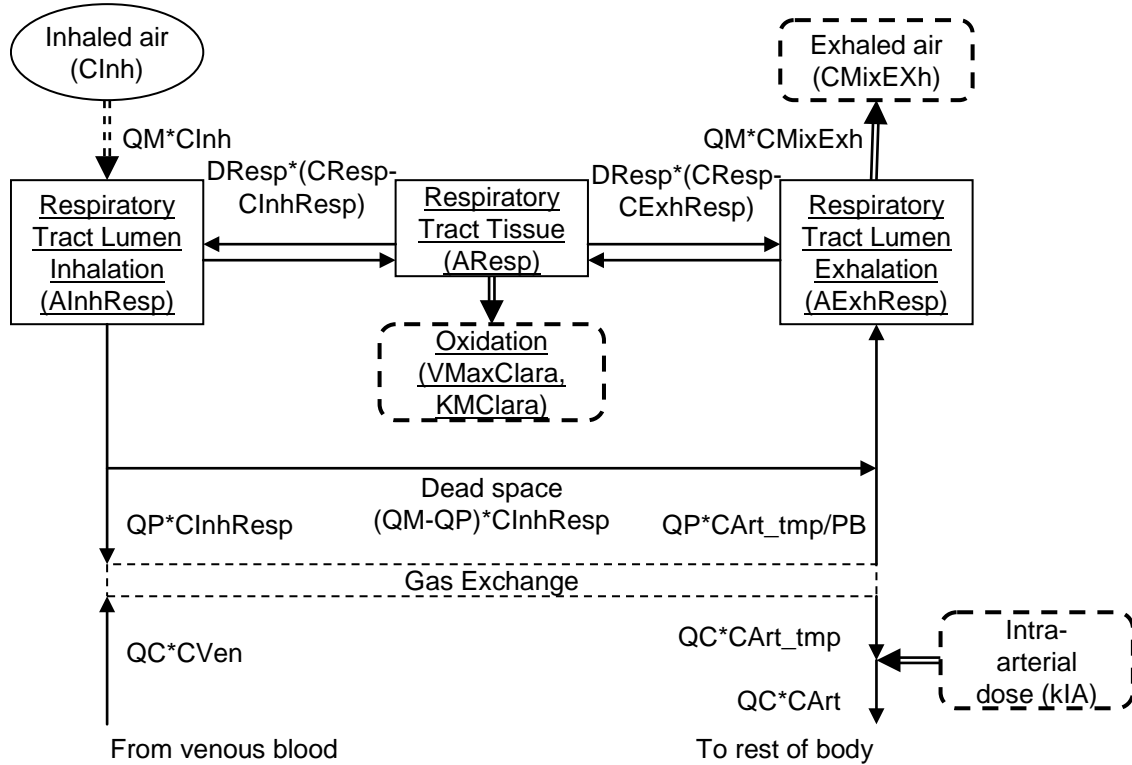 Inhaled air
(CInh)
Exhaled air
(CMixEXh)
QM*CInh
QM*CMixExh
DResp*(CResp-
CInhResp)
DResp*(CResp-
CExhResp)
Respiratory
Tract Lumen
Inhalation
(AInhResp)
Respiratory
Tract Tissue
(AResp)
Respiratory
Tract Lumen
Exhalation
(AExhResp)
Oxidation
(VMaxClara,
KMClara)
Dead space
(QM-QP)*CInhResp
QP*CInhResp
QP*CArt_tmp/PB
Gas Exchange
QC*CVen
QC*CArt_tmp
Intra-
arterial
dose (kIA)
QC*CArt
From venous blood
To rest of body